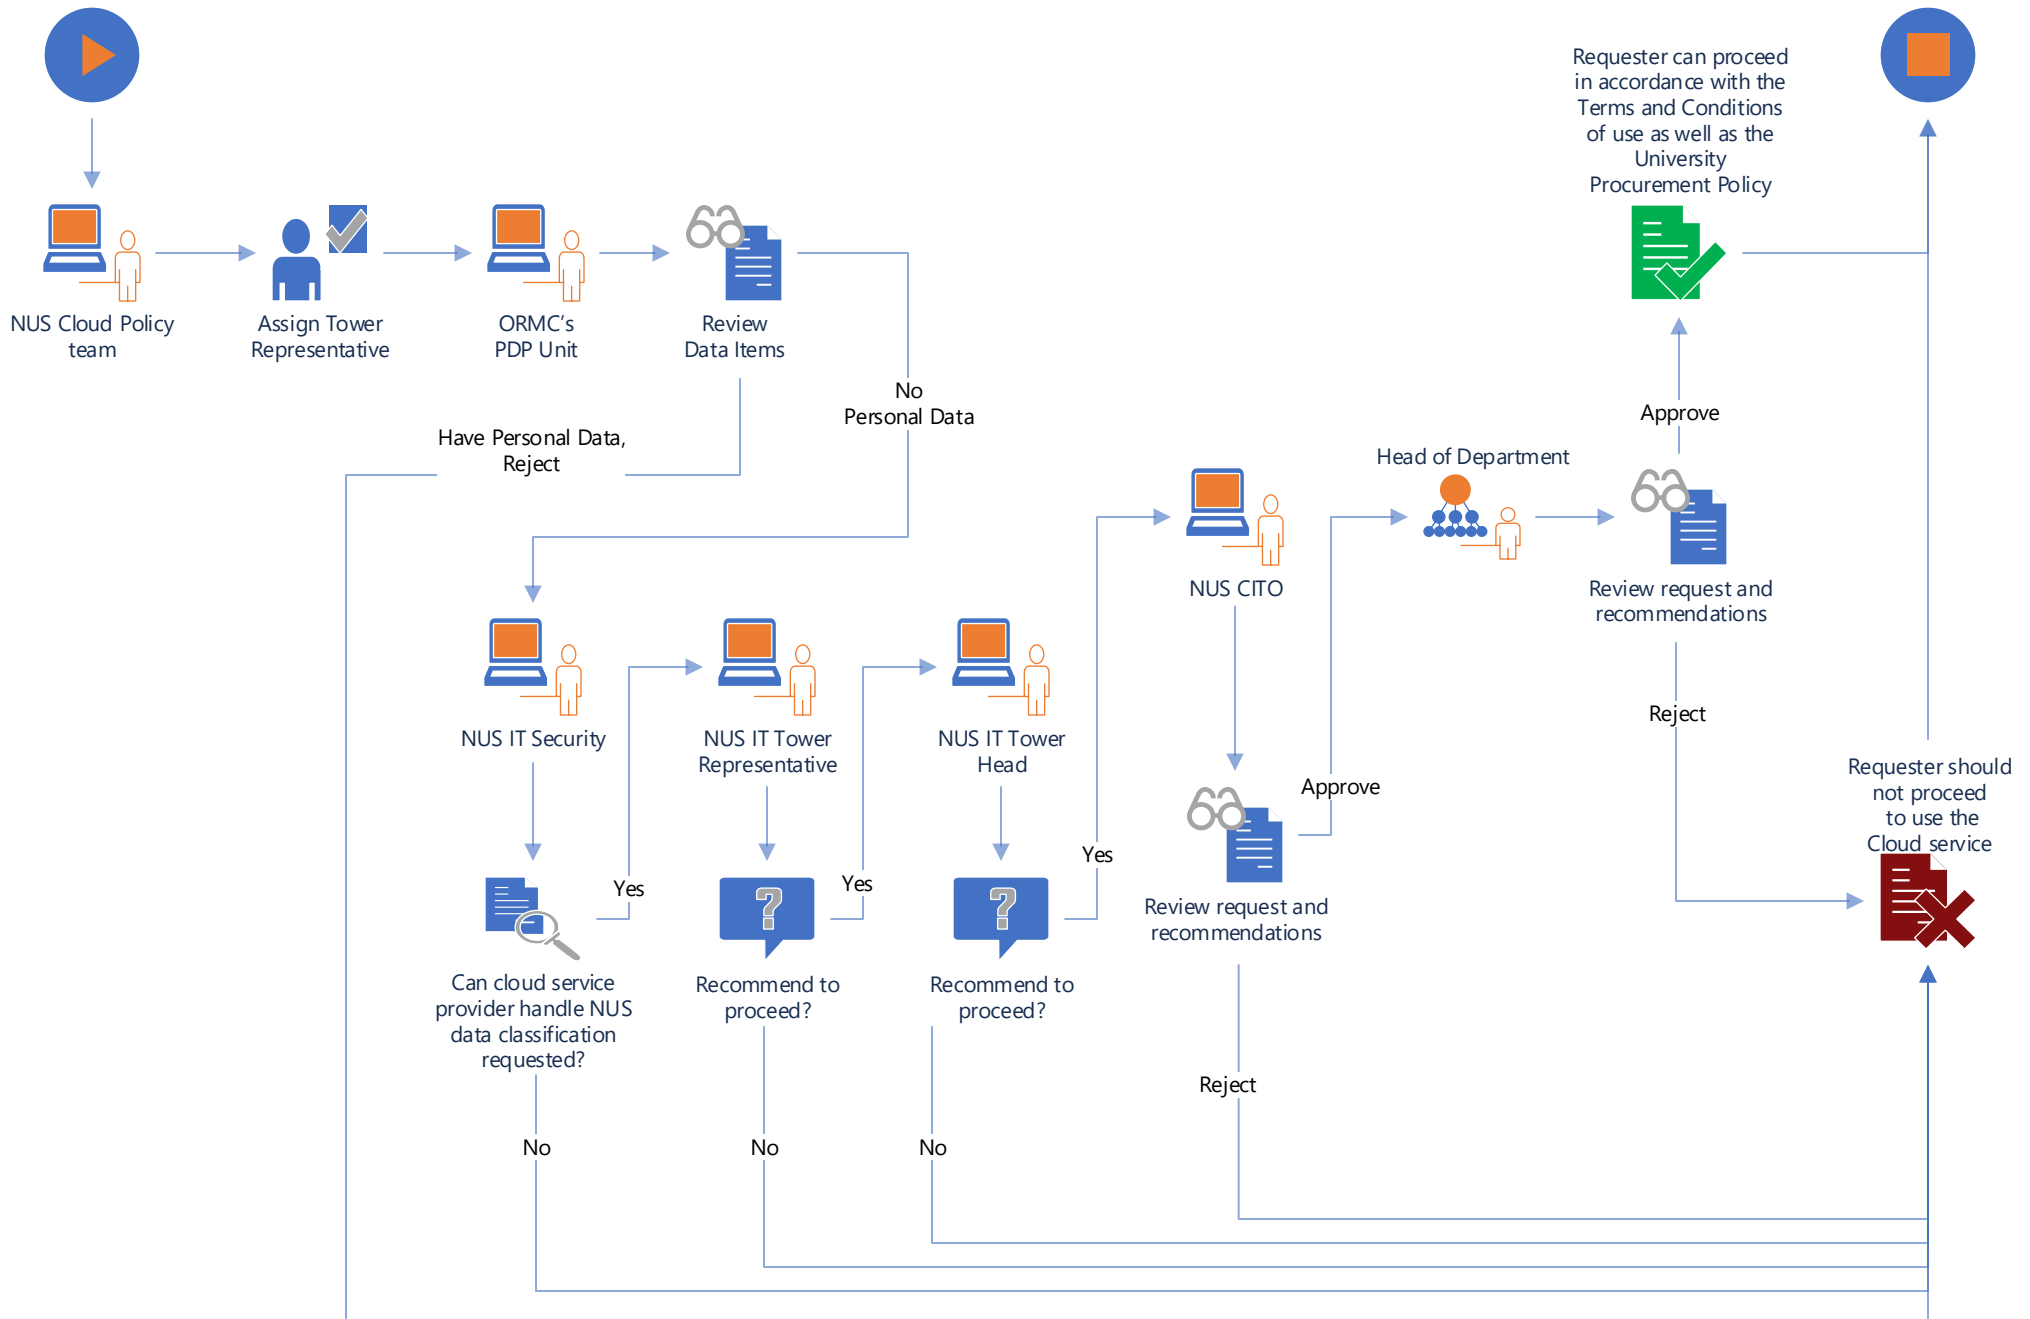 Requester can proceed
in accordance with the
Terms and Conditions
of use as well as the
University
Procurement Policy
NUS Cloud Policy
team
Assign Tower
Representative
ORMC’s
PDP Unit
Review
Data Items
No
Personal Data
Have Personal Data,
Reject
Approve
Head of Department
NUS CITO
Review request and
recommendations
Reject
NUS IT Security
NUS IT Tower
Representative
NUS IT Tower
Head
Approve
Requester should
not proceed
to use the
Cloud service
Yes
Yes
Yes
Review request and
recommendations
Can cloud service
provider handle NUS
data classification
requested?
Recommend to
proceed?
Recommend to
proceed?
Reject
No
No
No